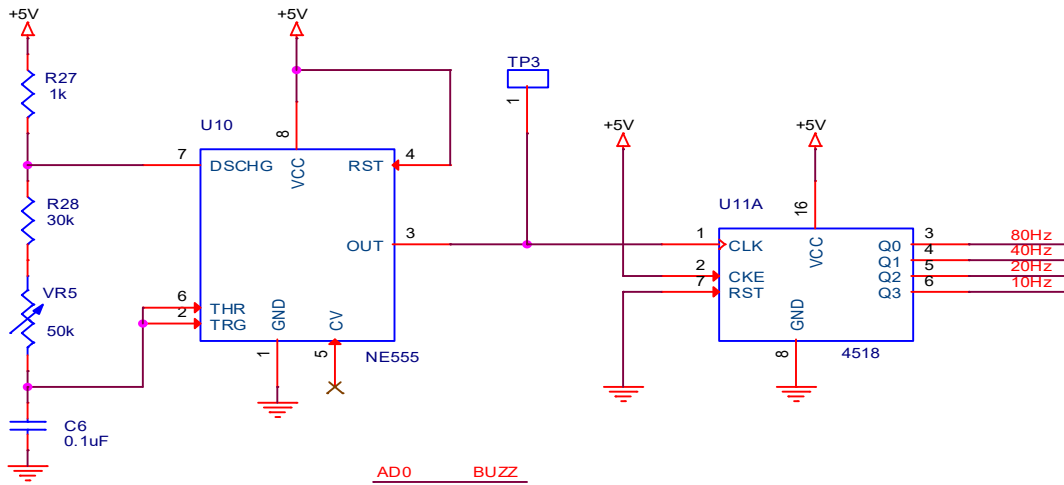 +5V
+5V
R27
1k
TP3
1
U10
8
+5V
+5V
7
DSCHG
VCC
RST
4
R28
30k
U11A
16
OUT
3
1
CLK
VCC
Q0
3
80Hz
Q1
4
40Hz
2
CKE
Q2
5
20Hz
7
RST
Q3
6
10Hz
VR5
50k
6
THR
2
TRG
GND
CV
GND
1
5
NE555
8
4518
C6
0.1uF
AD0 BUZZ